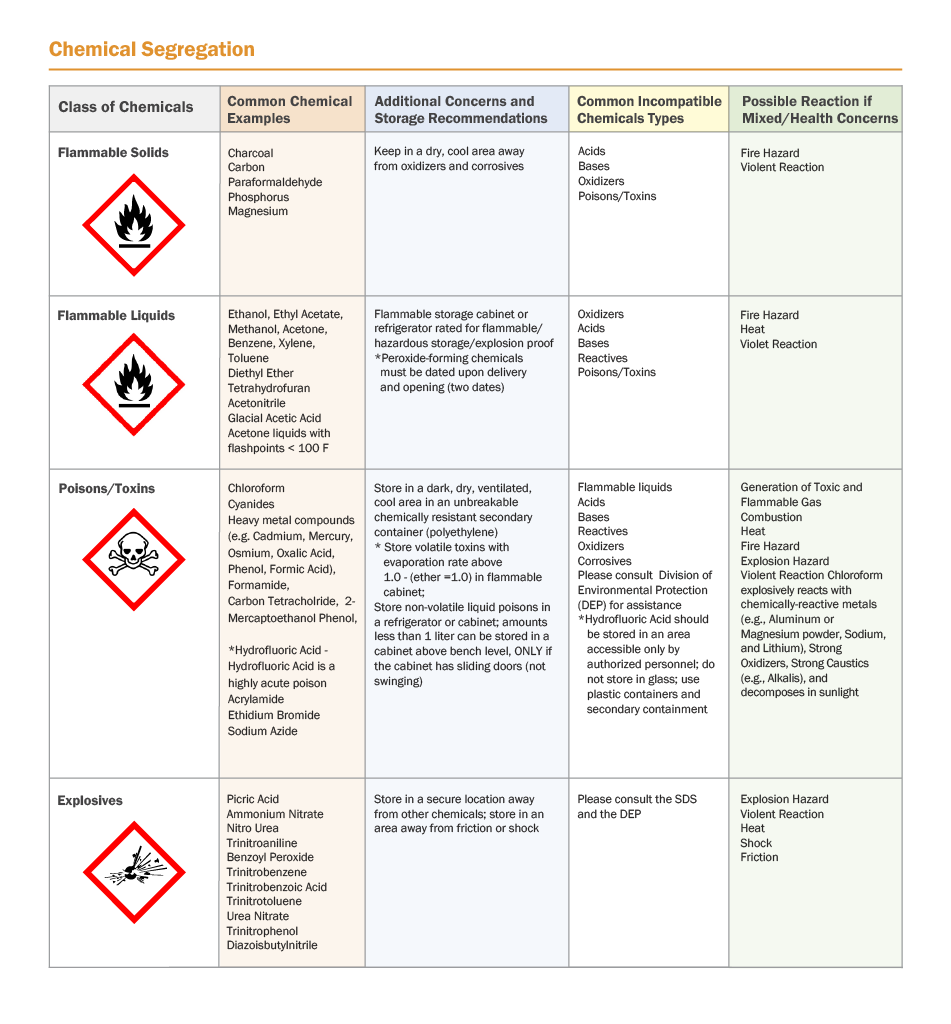 Chemical Segregation
Class of Chemicals
Common Chemical
Examples
Additional Concerns and
Storage Recommendations
Common Incompatible
Chemicals Types
Possible Reaction if
Mixed/Health Concerns
Flammable Solids
Charcoal
Carbon
Paraformaldehyde
Phosphorus
Magnesium
Keep in a dry, cool area away
from oxidizers and corrosives
Acids
Bases
Oxidizers
Poisons/Toxins
Fire Hazard
Violent Reaction
Flammable Liquids
Ethanol, Ethyl Acetate,
Methanol, Acetone,
Benzene, Xylene,
Toluene
Diethyl Ether
Tetrahydrofuran
Acetonitrile
Glacial Acetic Acid
Acetone liquids with
flashpoints < 100 F
Flammable storage cabinet or
refrigerator rated for flammable/
hazardous storage/explosion proof
*Peroxide-forming chemicals
must be dated upon delivery
and opening (two dates)
Oxidizers
Acids
Bases
Reactives
Poisons/Toxins
Fire Hazard
Heat
Violet Reaction
Poisons/Toxins
Chloroform
Cyanides
Heavy metal compounds
(e.g. Cadmium, Mercury,
Osmium, Oxalic Acid,
Phenol, Formic Acid),
Formamide,
Carbon Tetracholride, 2-
Mercaptoethanol Phenol,
*Hydrofluoric Acid -
Hydrofluoric Acid is a
highly acute poison
Acrylamide
Ethidium Bromide
Sodium Azide
Store in a dark, dry, ventilated,
cool area in an unbreakable
chemically resistant secondary
container (polyethylene)
* Store volatile toxins with
evaporation rate above
1.0 - (ether =1.0) in flammable
cabinet;
Store non-volatile liquid poisons in
a refrigerator or cabinet; amounts
less than 1 liter can be stored in a
cabinet above bench level, ONLY if
the cabinet has sliding doors (not
swinging)
Flammable liquids
Acids
Bases
Reactives
Oxidizers
Corrosives
Please consult Division of
Environmental Protection
(DEP) for assistance
*Hydrofluoric Acid should
be stored in an area
accessible only by
authorized personnel; do
not store in glass; use
plastic containers and
secondary containment
Generation of Toxic and
Flammable Gas
Combustion
Heat
Fire Hazard
Explosion Hazard
Violent Reaction Chloroform
explosively reacts with
chemically-reactive metals
(e.g., Aluminum or
Magnesium powder, Sodium,
and Lithium), Strong
Oxidizers, Strong Caustics
(e.g., Alkalis), and
decomposes in sunlight
Explosives
Picric Acid
Ammonium Nitrate
Nitro Urea
Trinitroaniline
Benzoyl Peroxide
Trinitrobenzene
Trinitrobenzoic Acid
Trinitrotoluene
Urea Nitrate
Trinitrophenol
Diazoisbutylnitrile
Store in a secure location away
from other chemicals; store in an
area away from friction or shock
Please consult the SDS
and the DEP
Explosion Hazard
Violent Reaction
Heat
Shock
Friction